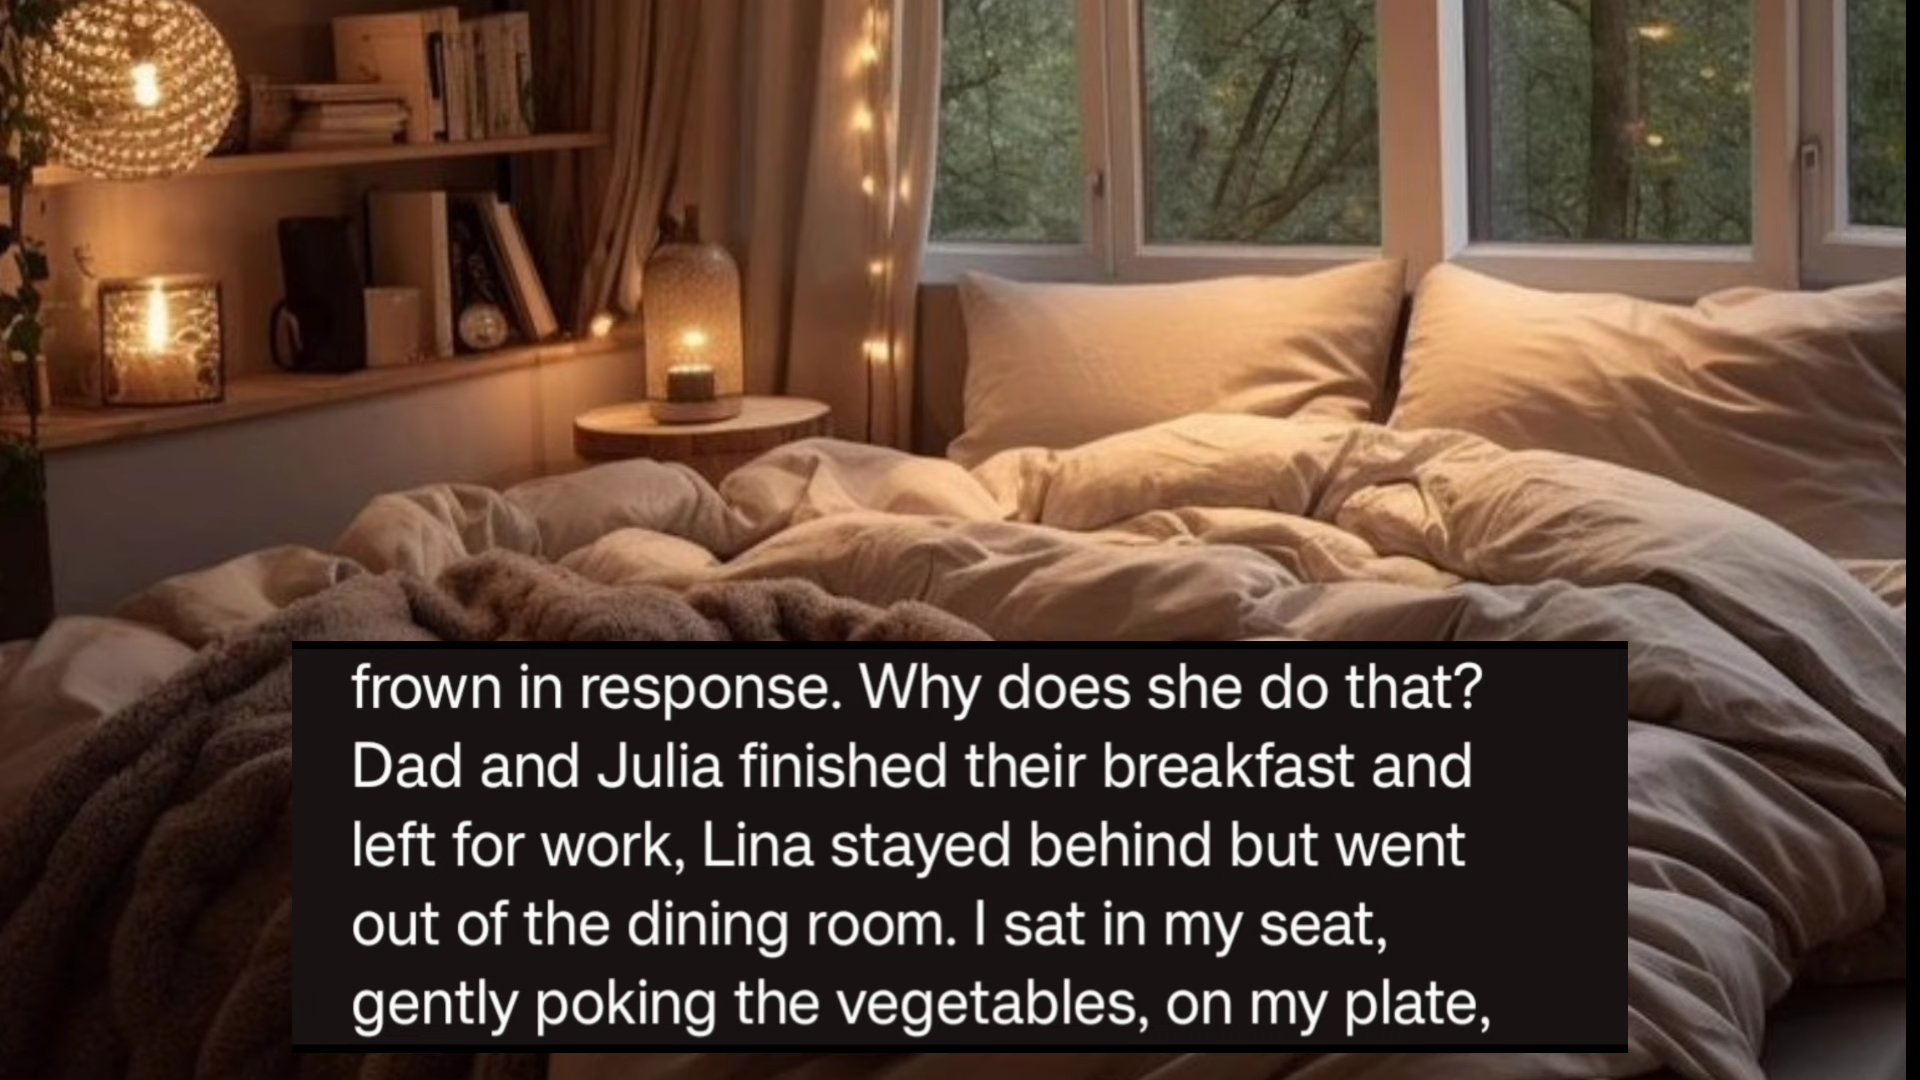 frown in response. Why does she do that?
Dad and Julia finished their breakfast and
left for work, Lina stayed behind but went
out of the dining room. I sat in my seat,
gently poking the vegetables, on my plate,